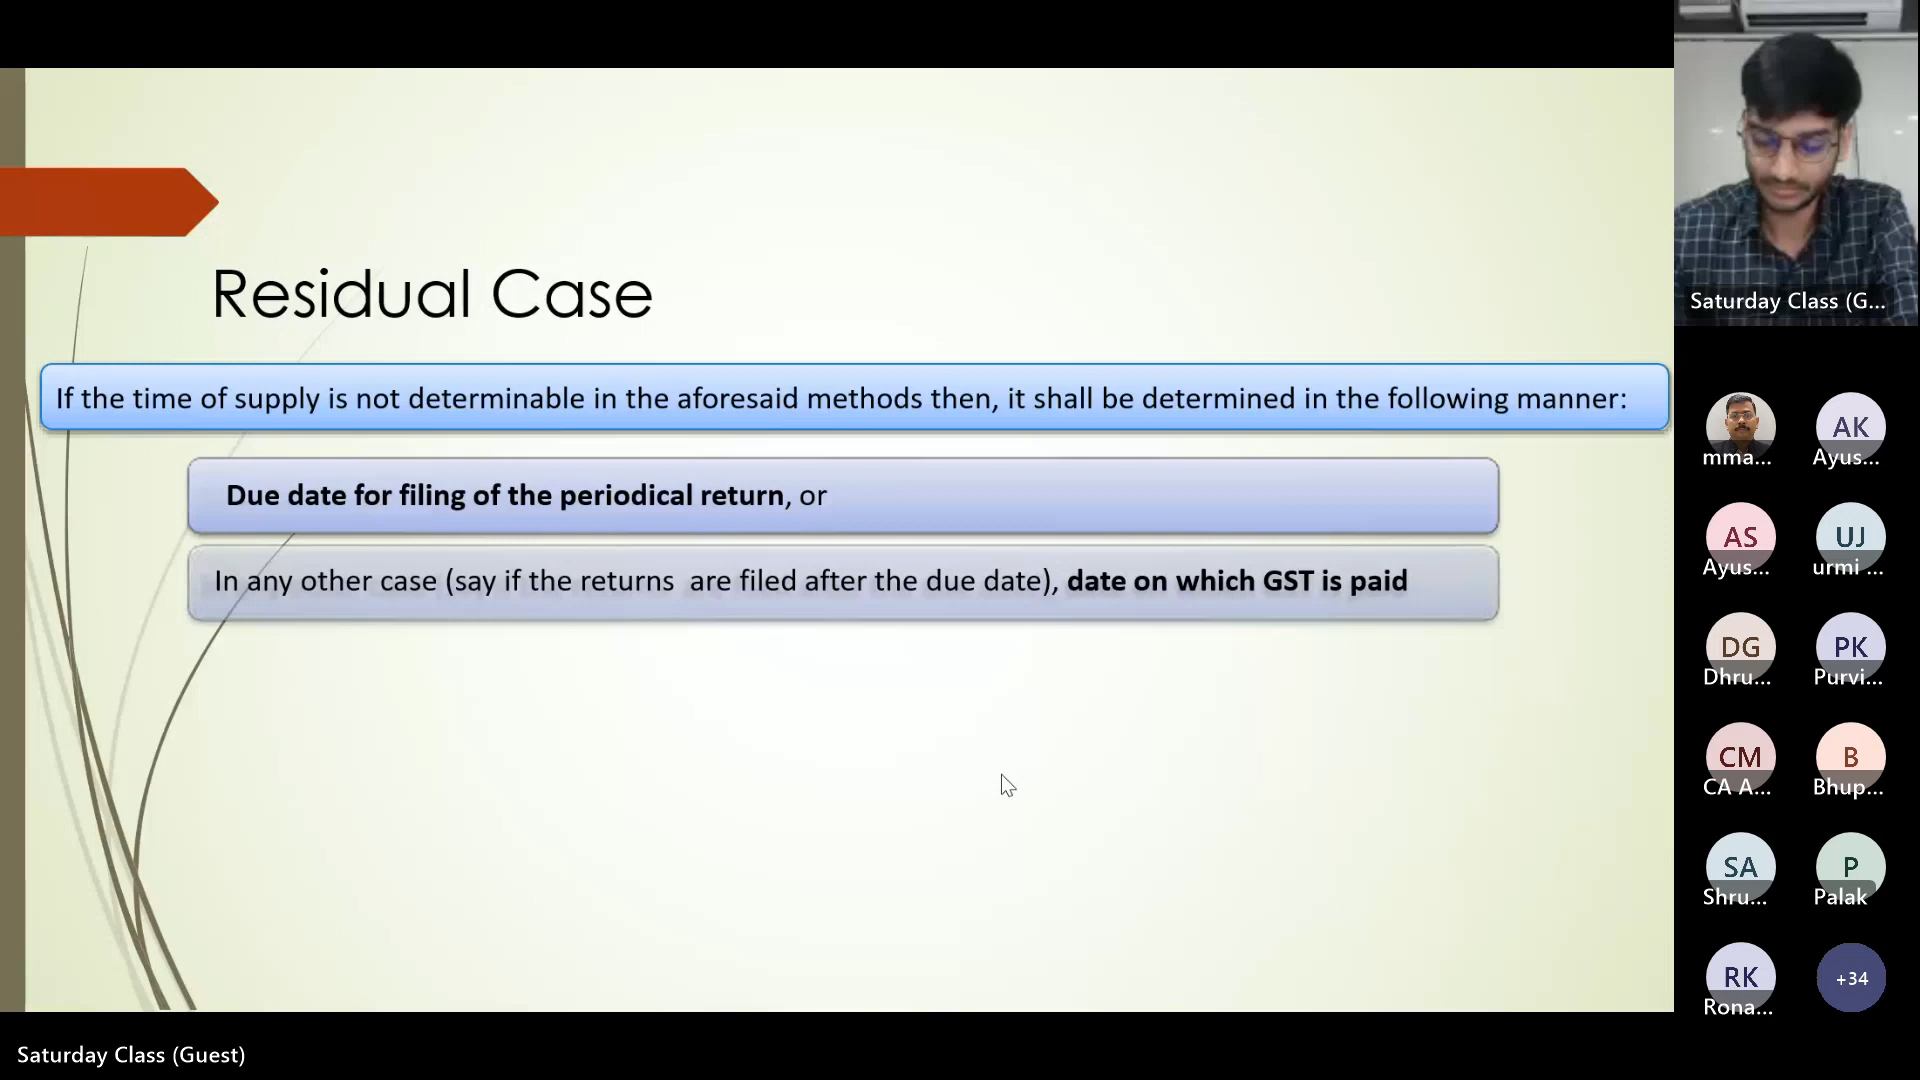 Residual Case
If the time of supply is not determinable in the aforesaid methods then, it shall be determined in the following manner:
Due date for filing of the periodical return, or
In any other case (say if the returns are filed after the due date), date on which GST is paid
Saturday Class (G...
mma...
AK
Ayus...
AS
Ayus...
UJ
urmi ...
DG
Dhru...
PK
Purvi...
CM
CA A...
B
Bhup...
SA
Shru...
P
Palak
RK
Rona...
+34
Saturday Class (Guest)